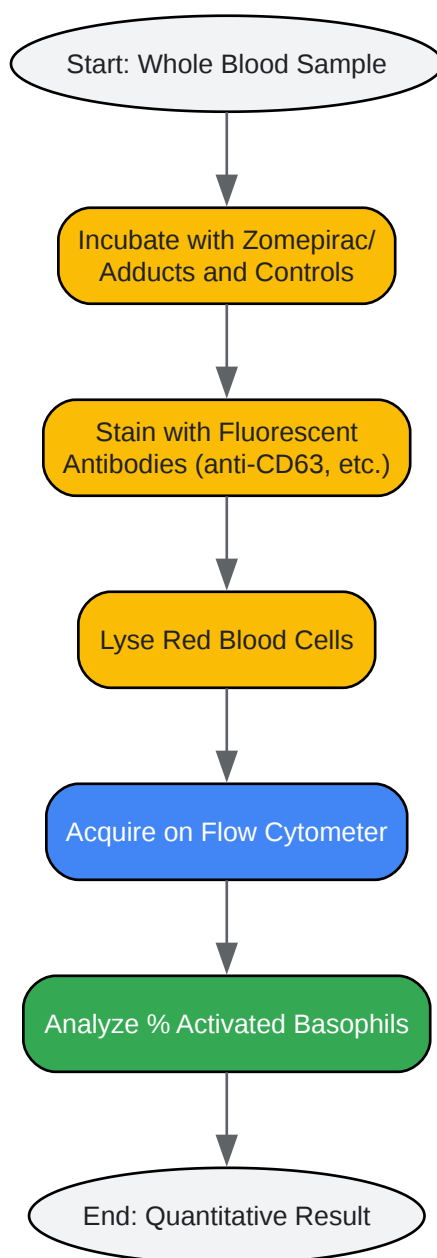 Start: Whole Blood Sample
Incubate with Zomepirac/
Adducts and Controls
Stain with Fluorescent
Antibodies (anti-CD63, etc.)
Lyse Red Blood Cells
Acquire on Flow Cytometer
Analyze % Activated Basophils
End: Quantitative Result